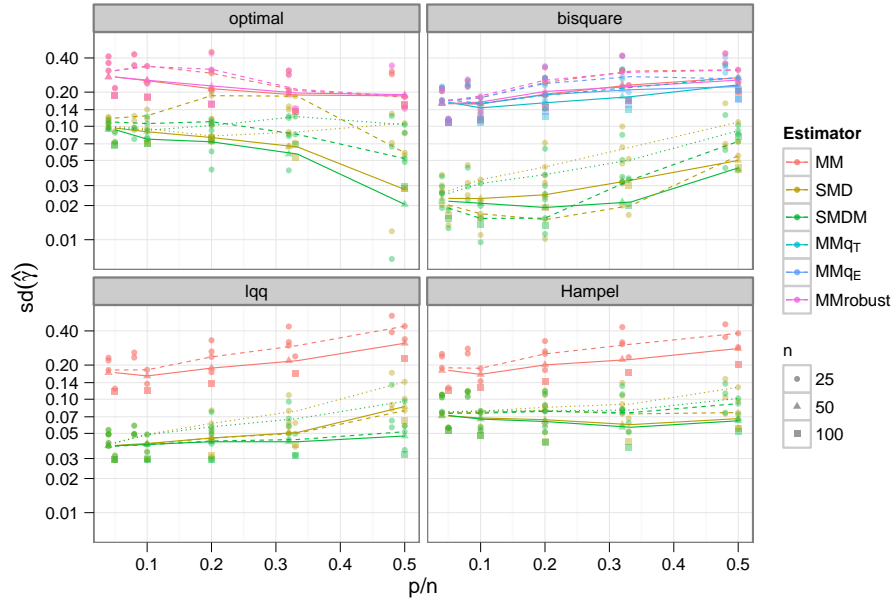 optimal
bisquare
0.40
0.20
0.14
0.10
0.07
0.05
0.03
0.02
0.01
lqq
Hampel
0.40
0.20
0.14
0.10
0.07
0.05
0.03
0.02
0.01
0.1 0.2 0.3 0.4 0.5
0.1 0.2 0.3 0.4 0.5
p/n
sd(γ̂)
Estimator
MM
SMD
SMDM
MMqT
MMqE
MMrobust
n
25
50
100